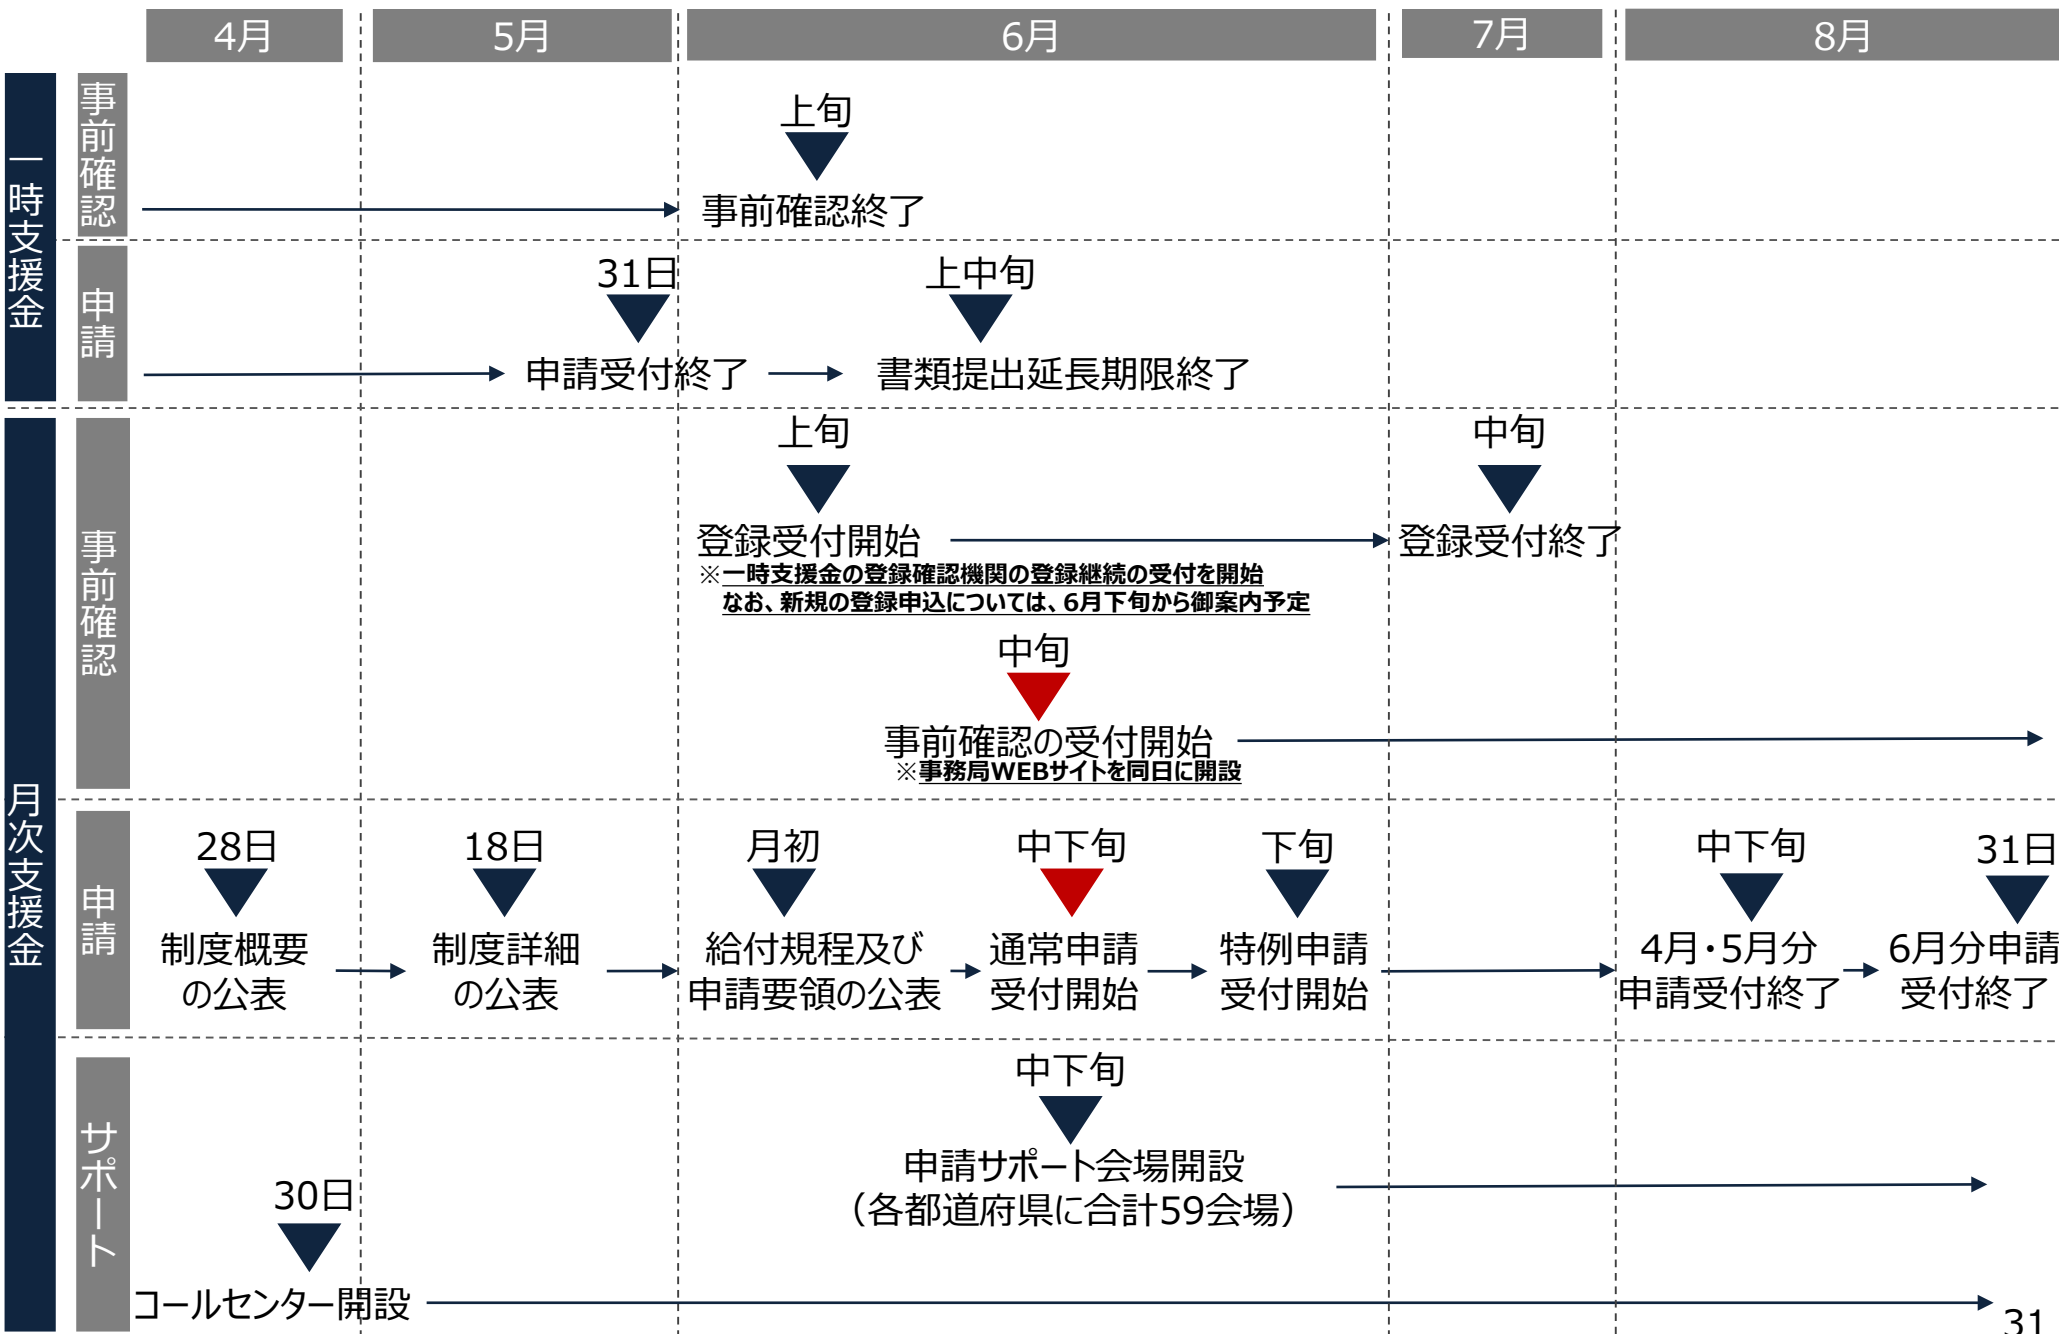 4月
5月
6月
7月
8月
一時支援金
事前確認
上旬
事前確認終了
申請
31日
上中旬
申請受付終了
書類提出延長期限終了
月次支援金
事前確認
上旬
中旬
登録受付開始
登録受付終了
※一時支援金の登録確認機関の登録継続の受付を開始
なお、新規の登録申込については、6月下旬から御案内予定
中旬
事前確認の受付開始
※事務局WEBサイトを同日に開設
申請
28日
制度概要
の公表
18日
制度詳細
の公表
月初
給付規程及び
申請要領の公表
中下旬
通常申請
受付開始
下旬
特例申請
受付開始
中下旬
4月・5月分
申請受付終了
31日
6月分申請
受付終了
サポート
中下旬
申請サポート会場開設
（各都道府県に合計59会場）
30日
コールセンター開設
31